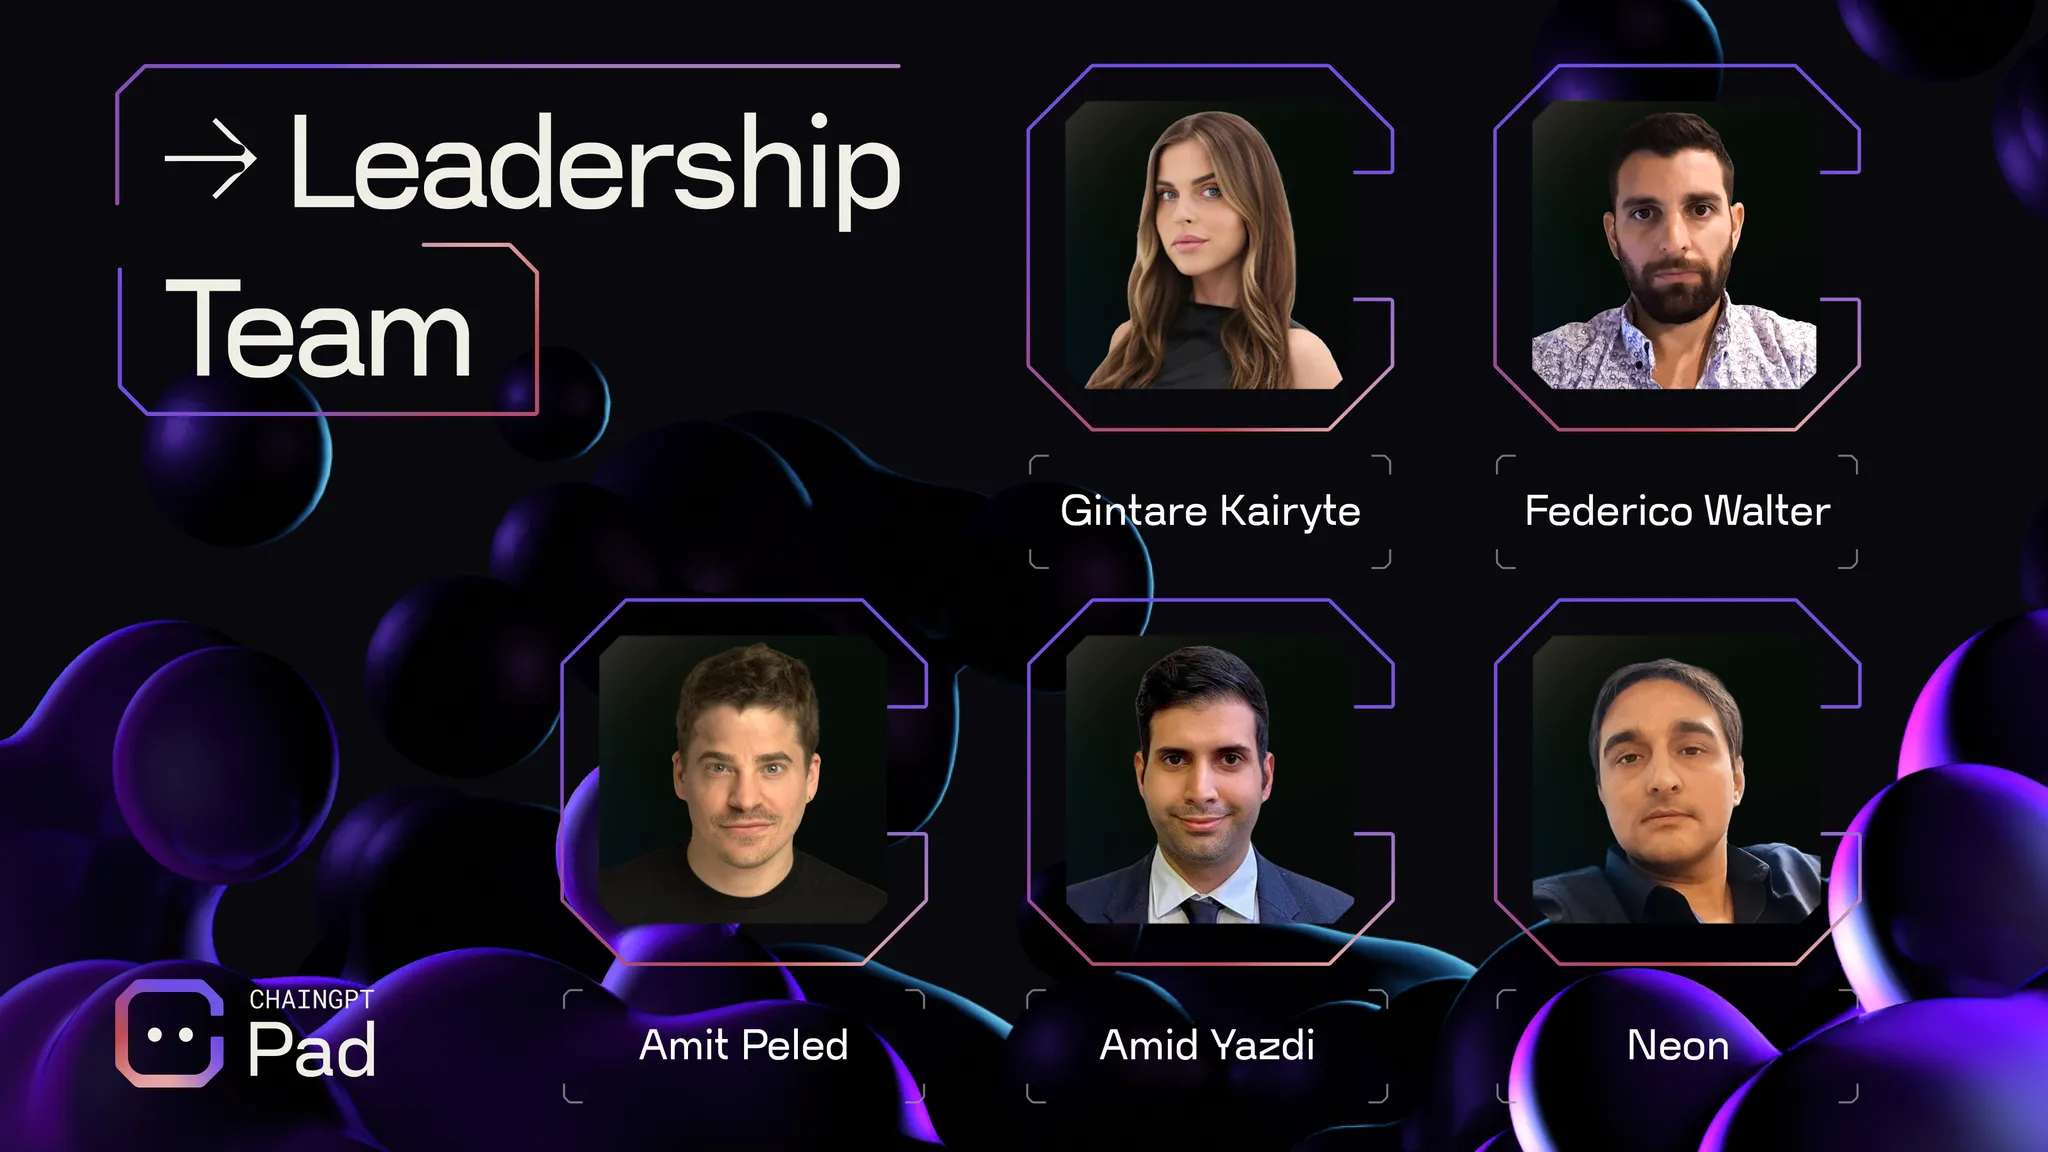 → Leadership
Team
Gintare Kairyte
Federico Walter
Amit Peled
Amid Yazdi
Neon
CHAINGPT
Pad